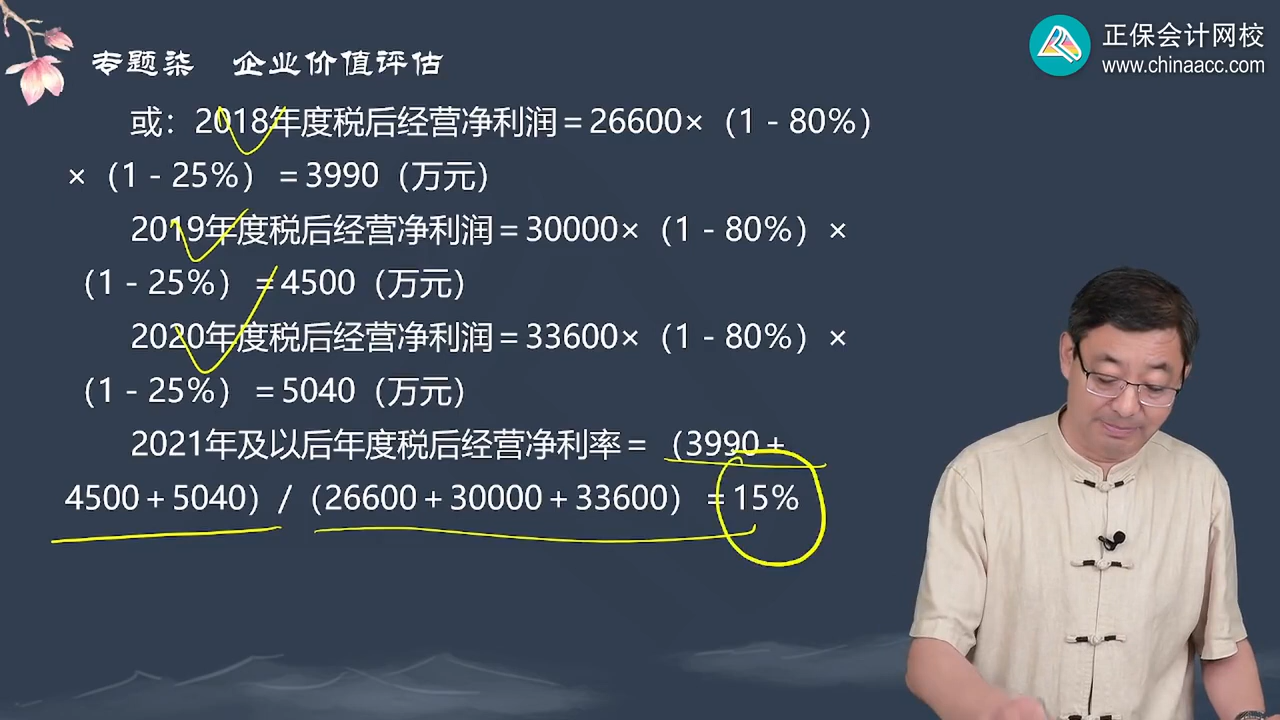 专题柒 企业价值评估
正保会计网校
www.chinaacc.com
或：2018年度税后经营净利润＝26600×（1－80%）
×（1－25%）＝3990（万元）
2019年度税后经营净利润＝30000×（1－80%）×
（1－25%）＝4500（万元）
2020年度税后经营净利润＝33600×（1－80%）×
（1－25%）＝5040（万元）
2021年及以后年度税后经营净利率＝（3990＋
4500＋5040）/（26600＋30000＋33600）＝15%